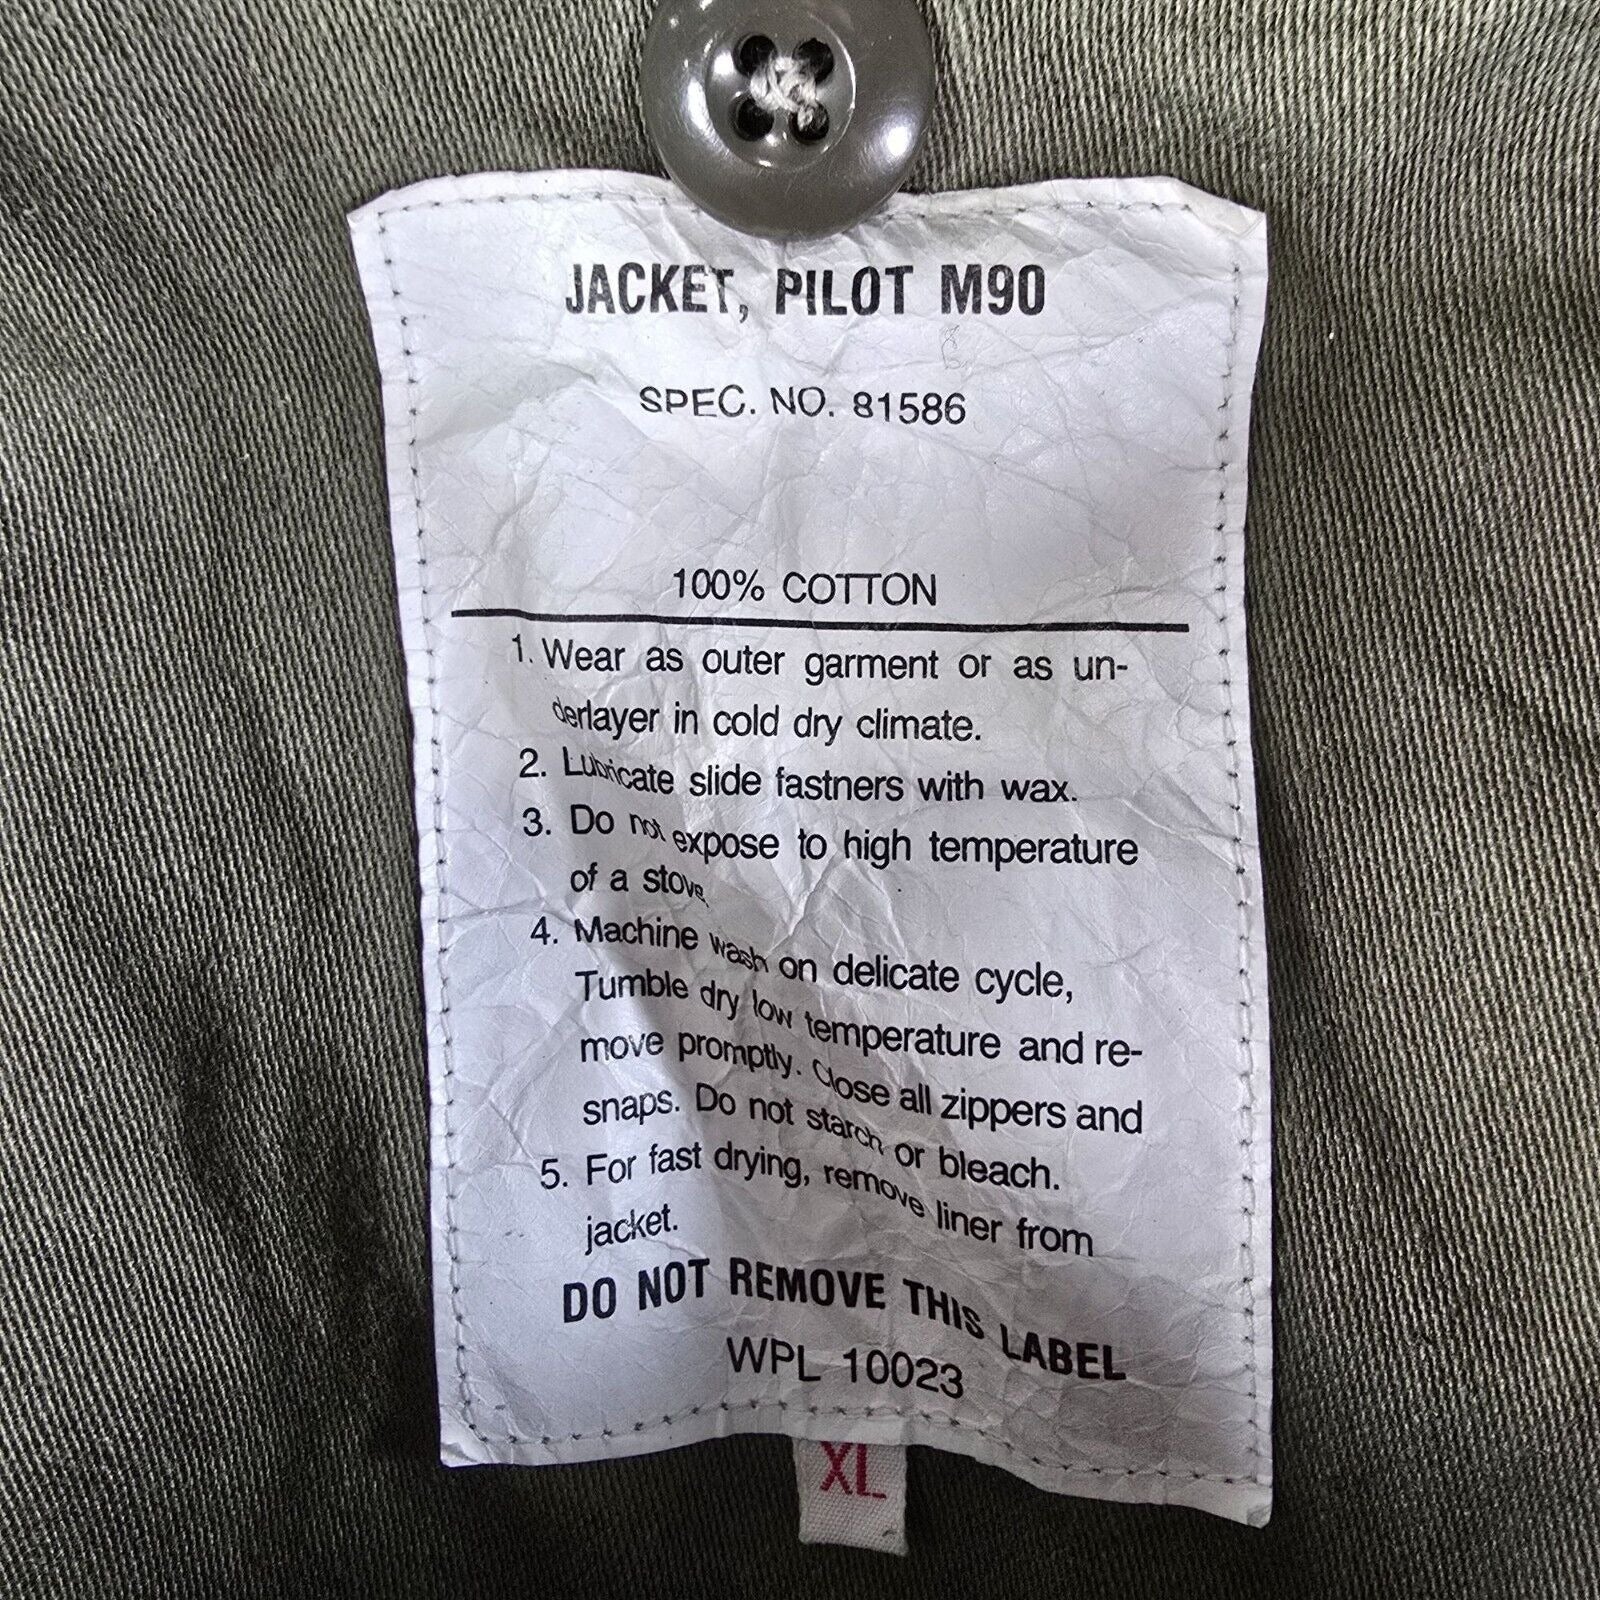 JACKET, PILOT M90
SPEC. NO. 81586
100% COTTON
1. Wear as outer garment or as un-
derlayer in cold dry climate.
2. Lubricate slide fastners with wax.
3. Do not expose to high temperature
of a stove.
4. Machine wash on delicate cycle,
Tumble dry low temperature and re-
move promptly. Close all zippers and
snaps. Do not starch or bleach.
5. For fast drying, remove liner from
jacket.
DO NOT REMOVE THIS LABEL
WPL 10023
XL